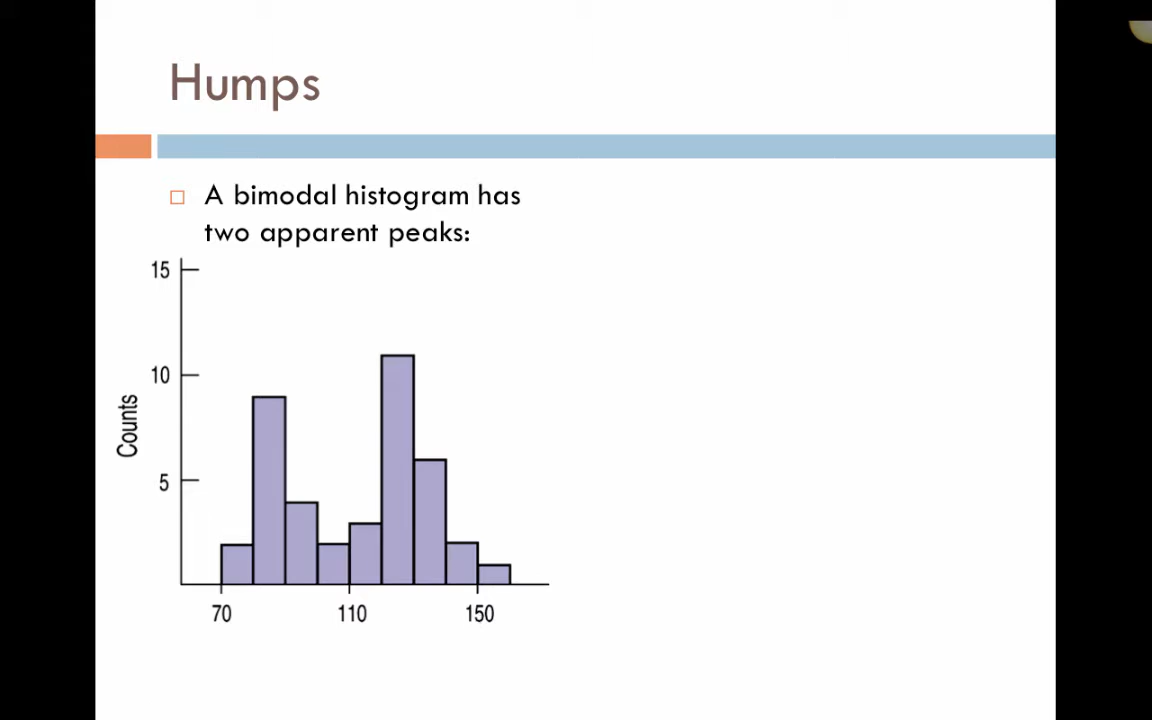 Humps
A bimodal histogram has
two apparent peaks:
15
10
Counts
5
70 110 150